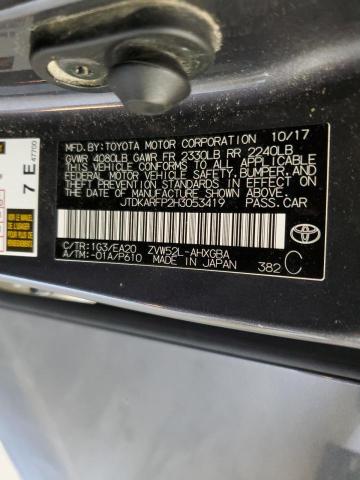 MFD.BY:TOYOTA MOTOR CORPORATION 10/17
GVWR 4080LB GAWR FR 2330LB RR 2240LB
THIS VEHICLE CONFORMS TO ALL APPLICABLE
FEDERAL MOTOR VEHICLE SAFETY,BUMPER,AND
THEFT PREVENTION STANDARDS IN EFFECT ON
THE DATE OF MANUFACTURE SHOWN ABOVE.
JTDKARFP2H3053419 PASS.CAR
C/TR:1G3/EA20 ZVW52L-AHXGBA
A/TM:-01A/P610 MADE IN JAPAN 382 C
7 E 47700